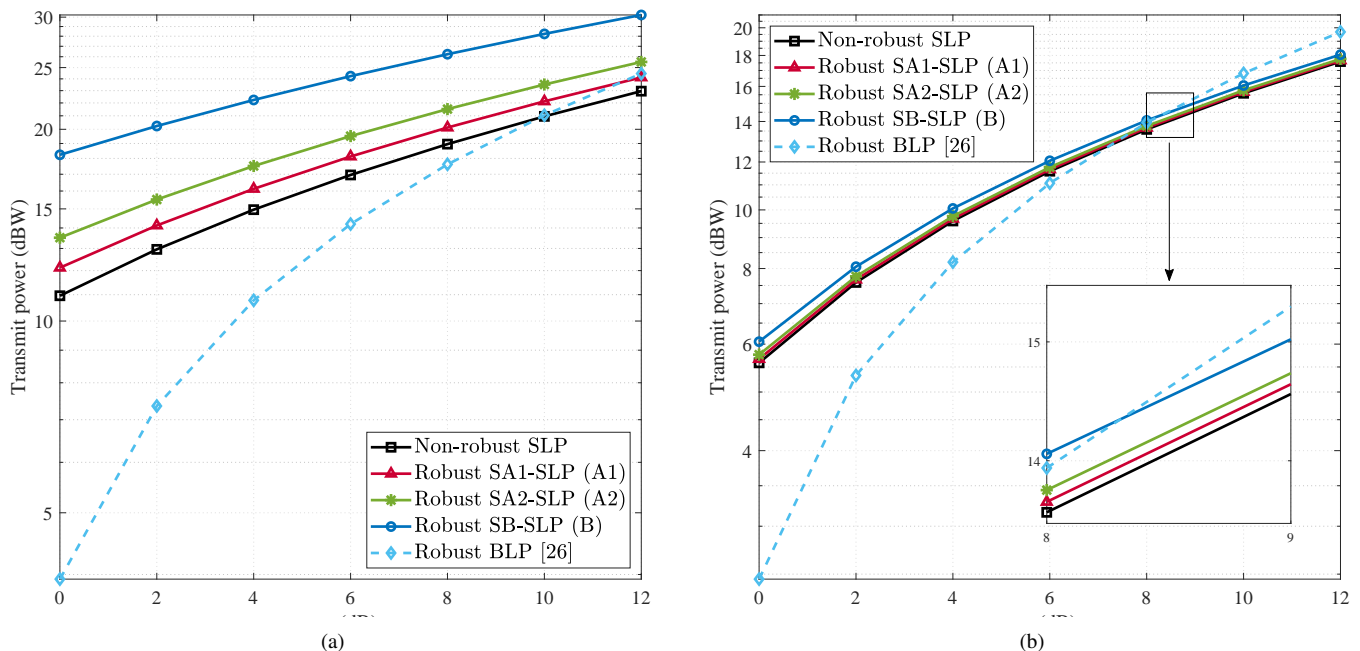 30
25
20
15
10
5
Transmit power (dBW)
Non-robust SLP
Robust SA1-SLP (A1)
Robust SA2-SLP (A2)
Robust SB-SLP (B)
Robust BLP [26]
0 2 4 6 8 10 12
(a)
20
18
16
14
12
10
8
6
4
Transmit power (dBW)
Non-robust SLP
Robust SA1-SLP (A1)
Robust SA2-SLP (A2)
Robust SB-SLP (B)
Robust BLP [26]
15
14
8 9
0 2 4 6 8 10 12
(b)